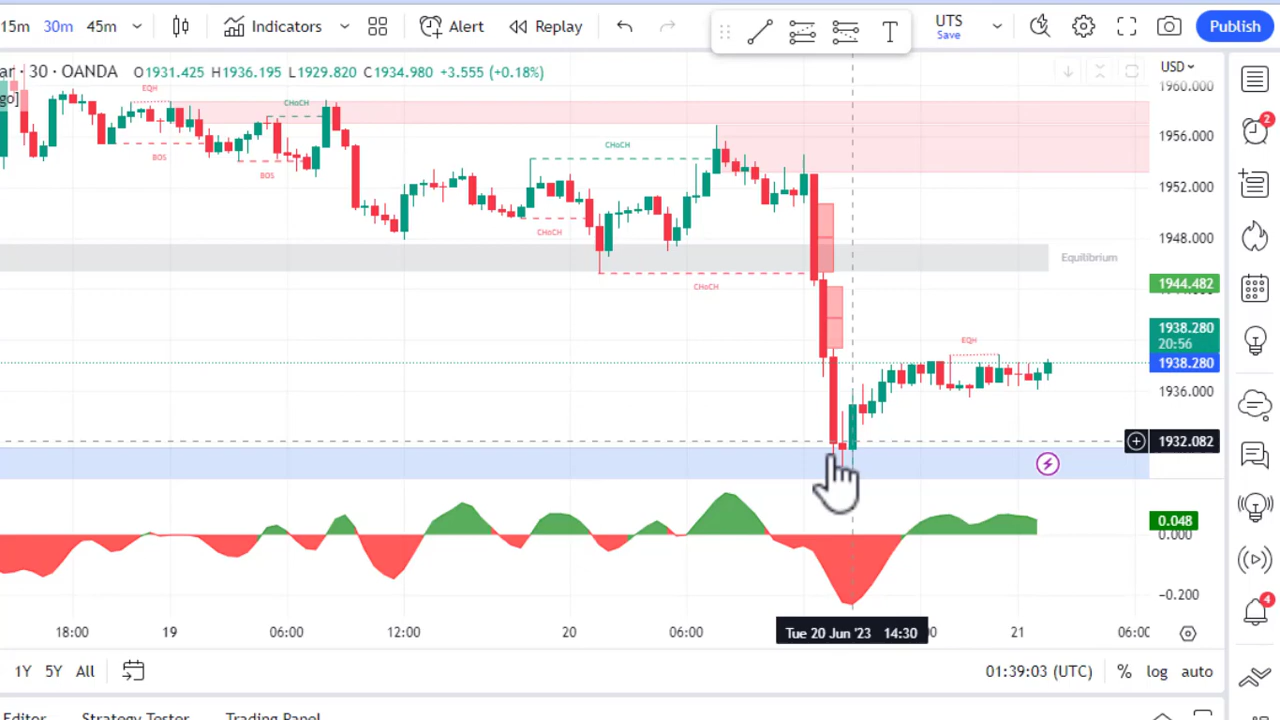 15m 30m 45m Indicators Alert Replay UTS Save Publish
ar · 30 · OANDA O1931.425 H1936.195 L1929.820 C1934.980 +3.555 (+0.18%)
go]
USD
1960.000
1956.000
1952.000
1948.000
1944.482
1938.280
20:56
1938.280
1936.000
1932.082
EQH
BOS
CHoCH
BOS
CHoCH
CHoCH
CHoCH
Equilibrium
EQH
0.048
0.000
−0.200
18:00 19 06:00 12:00 20 06:00 Tue 20 Jun '23 14:30 21 06:00
1Y 5Y All 01:39:03 (UTC) % log auto
Editor Strategy Tester Trading Panel
2
4